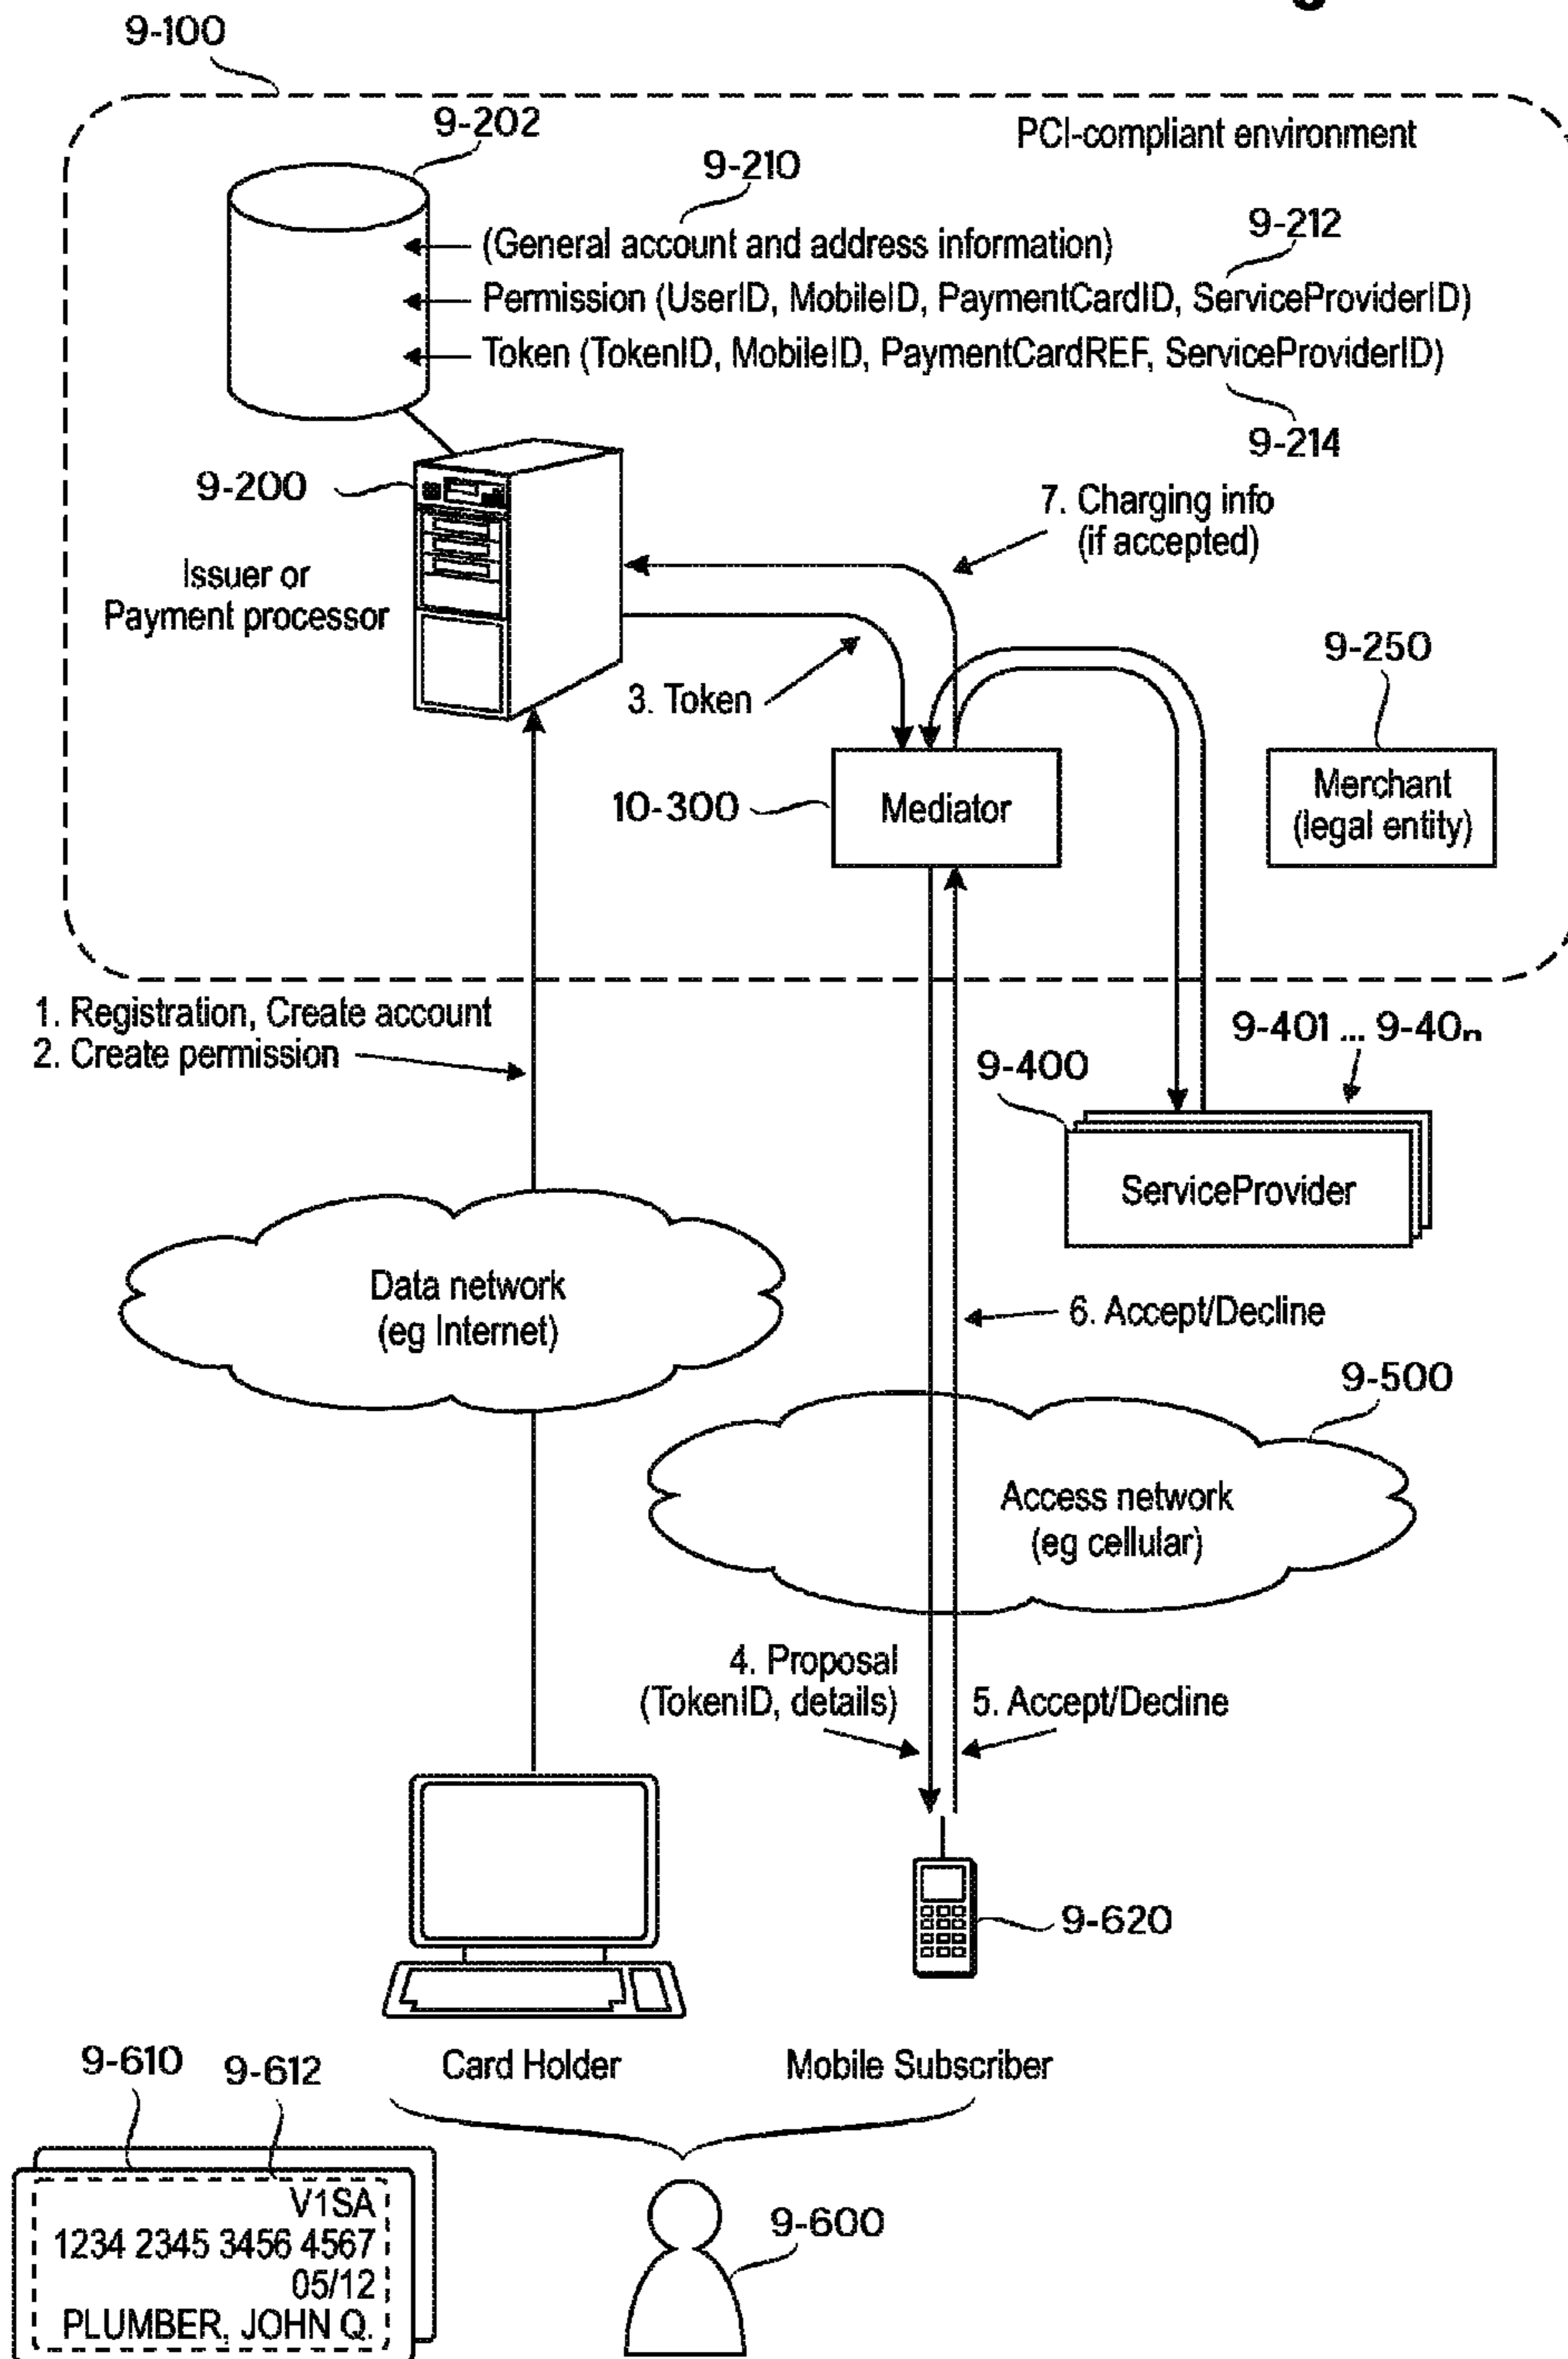 9-100
9-202
PCI-compliant environment
9-210
9-212
(General account and address information)
Permission (UserID, MobileID, PaymentCardID, ServiceProviderID)
Token (TokenID, MobileID, PaymentCardREF, ServiceProviderID)
9-214
9-200
7. Charging info
(if accepted)
Issuer or
Payment processor
9-250
3. Token
Merchant
(legal entity)
10-300
Mediator
1. Registration, Create account
2. Create permission
9-401 ... 9-40n
9-400
ServiceProvider
Data network
(eg Internet)
6. Accept/Decline
9-500
Access network
(eg cellular)
4. Proposal
(TokenID, details)
5. Accept/Decline
9-620
9-610
9-612
Card Holder
Mobile Subscriber
V1SA
1234 2345 3456 4567
05/12
PLUMBER, JOHN Q.
9-600